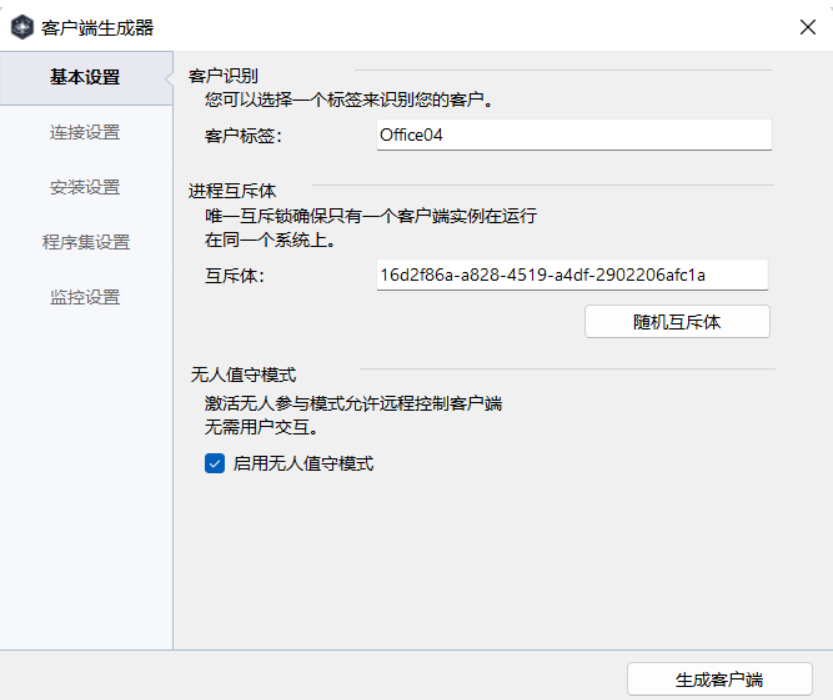 客户端生成器
基本设置
连接设置
安装设置
程序集设置
监控设置
客户识别
您可以选择一个标签来识别您的客户。
客户标签：
Office04
进程互斥体
唯一互斥锁确保只有一个客户端实例在运行
在同一个系统上。
互斥体：
16d2f86a-a828-4519-a4df-2902206afc1a
随机互斥体
无人值守模式
激活无人参与模式允许远程控制客户端
无需用户交互。
启用无人值守模式
生成客户端